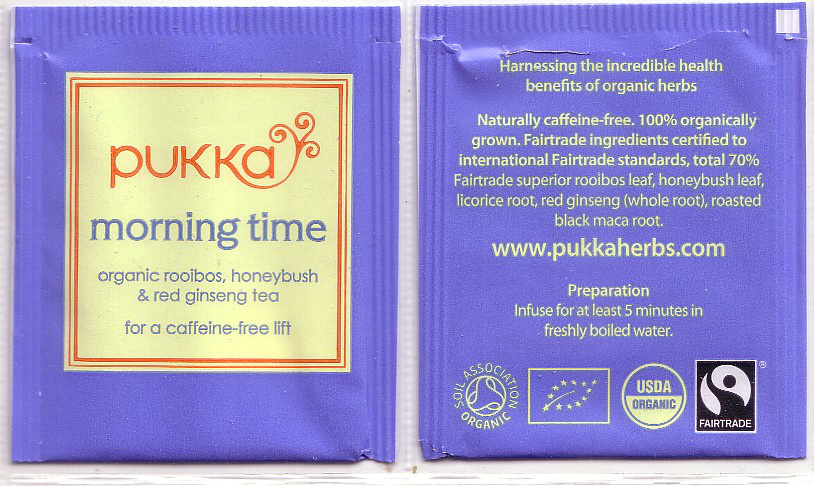 pukka
morning time
organic rooibos, honeybush
& red ginseng tea
for a caffeine-free lift
Harnessing the incredible health
benefits of organic herbs
Naturally caffeine-free. 100% organically
grown. Fairtrade ingredients certified to
international Fairtrade standards, total 70%
Fairtrade superior rooibos leaf, honeybush leaf,
licorice root, red ginseng (whole root), roasted
black maca root.
www.pukkaherbs.com
Preparation
Infuse for at least 5 minutes in
freshly boiled water.
SOIL ASSOCIATION
ORGANIC
USDA
ORGANIC
FAIRTRADE
®